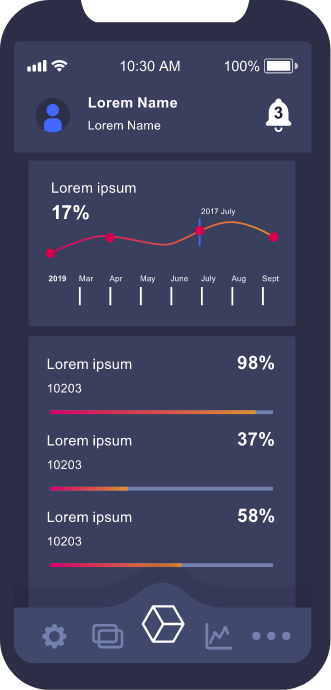 10:30 AM 100%
Lorem Name
Lorem Name
3
Lorem ipsum
17%
2017 July
2019 Mar Apr May June July Aug Sept
Lorem ipsum 98%
10203
Lorem ipsum 37%
10203
Lorem ipsum 58%
10203